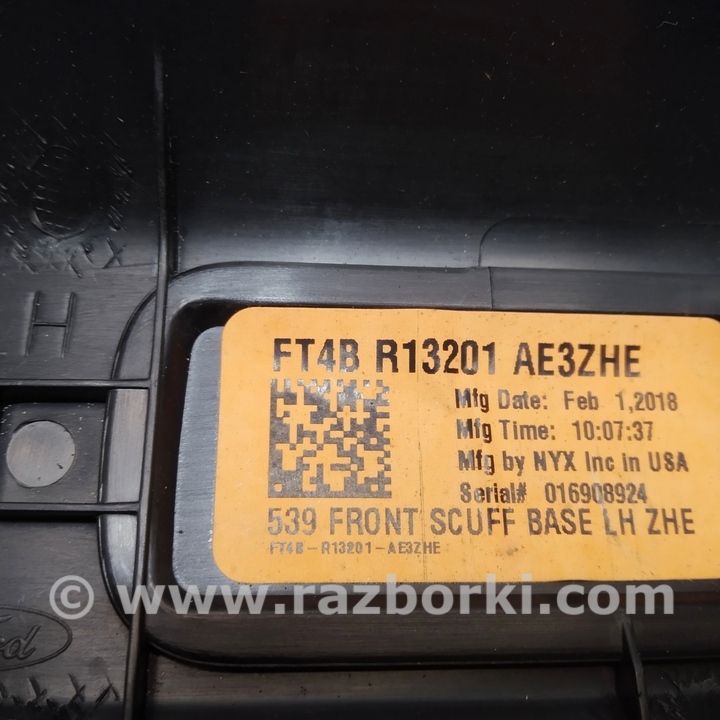 H
FT4B R13201 AE3ZHE
Mfg Date: Feb 1,2018
Mfg Time: 10:07:37
Mfg by NYX Inc in USA
Serial# 016908924
539 FRONT SCUFF BASE LH ZHE
FT4B-R13201-AE3ZHE
© www.razborki.com
Ford